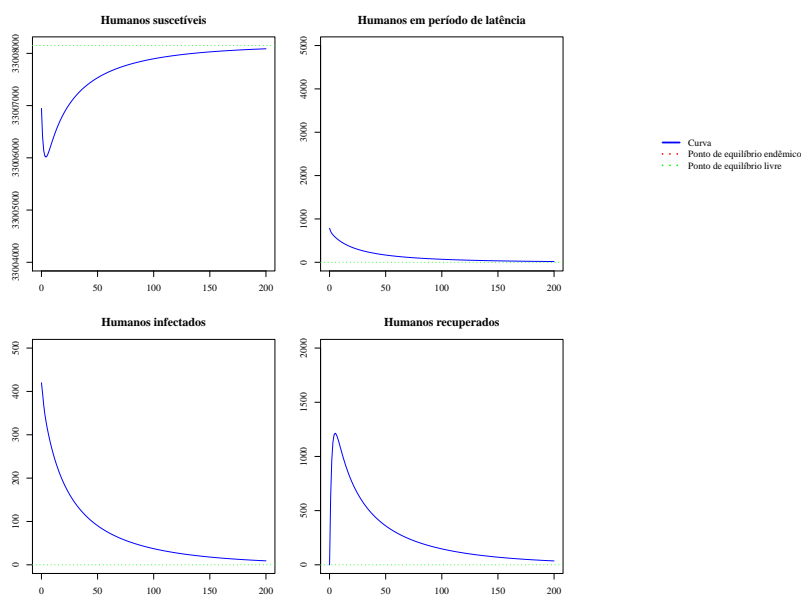 Humanos suscetíveis
33004000 33005000 33006000 33007000 33008000
0 50 100 150 200
Humanos em período de latência
0 1000 2000 3000 4000 5000
0 50 100 150 200
Curva
Ponto de equilíbrio endêmico
Ponto de equilíbrio livre
Humanos infectados
0 100 200 300 400 500
0 50 100 150 200
Humanos recuperados
0 500 1000 1500 2000
0 50 100 150 200